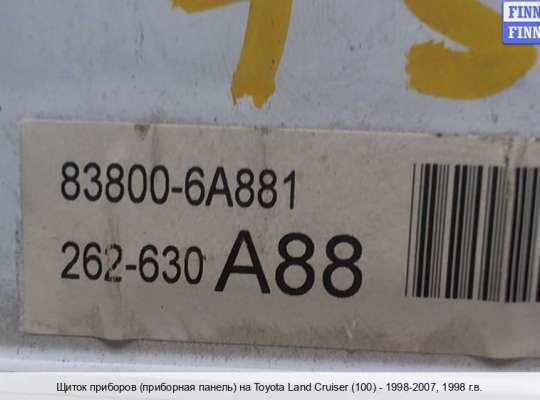 FINN
FINN
83800-6A881
262-630 A88
Щиток приборов (приборная панель) на Toyota Land Cruiser (100) - 1998-2007, 1998 г.в.